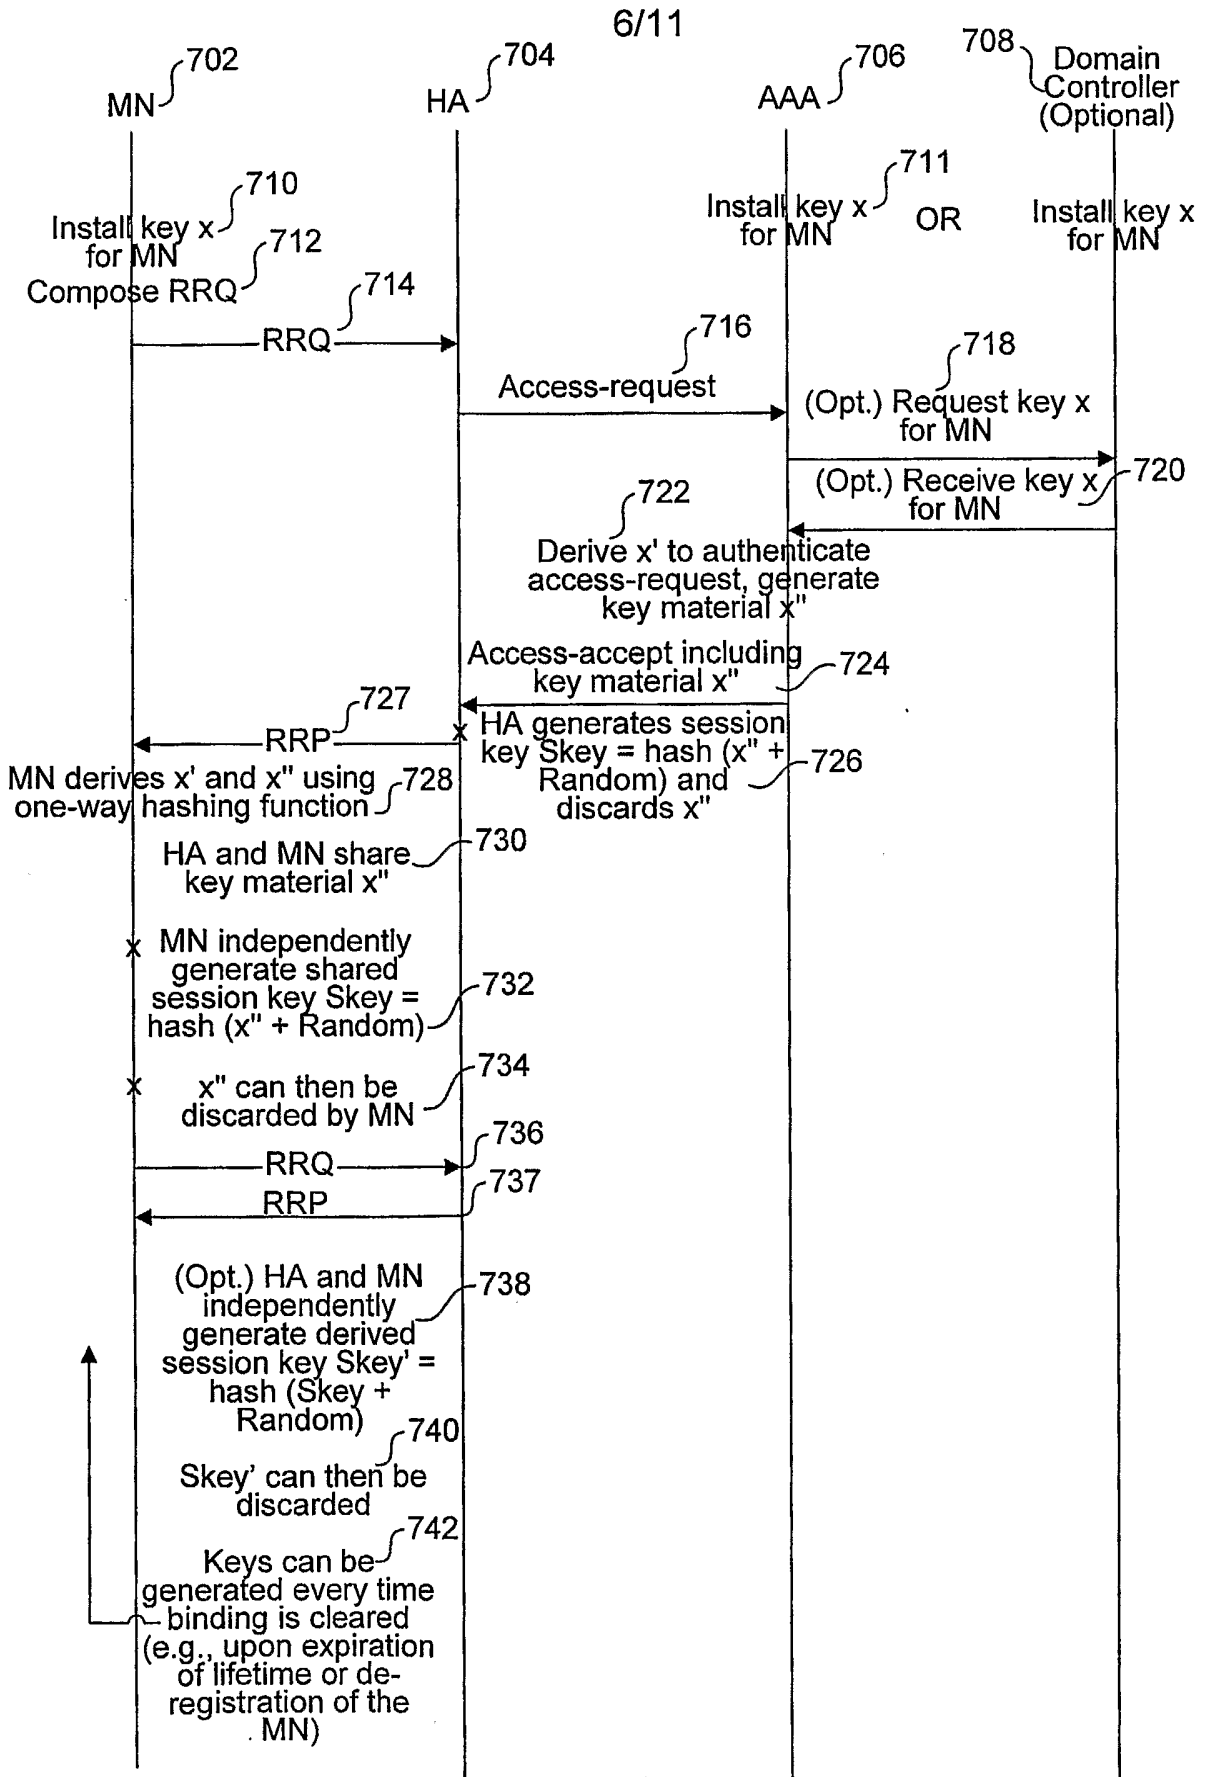 6/11
MN 702
HA 704
AAA 706
708 Domain
Controller
(Optional)
710
Install key x
for MN
712
Compose RRQ
711
Install key x
for MN
OR
Install key x
for MN
714
RRQ
716
Access-request
718
(Opt.) Request key x
for MN
720
(Opt.) Receive key x
for MN
722
Derive x' to authenticate
access-request, generate
key material x"
Access-accept including
key material x"
724
727
RRP
x HA generates session
key Skey = hash (x" +
Random) and
discards x"
726
MN derives x' and x" using
one-way hashing function
728
730
HA and MN share
key material x"
x MN independently
generate shared
session key Skey =
hash (x" + Random)
732
734
x x" can then be
discarded by MN
736
RRQ
737
RRP
(Opt.) HA and MN
independently
generate derived
session key Skey' =
hash (Skey +
Random)
738
740
Skey' can then be
discarded
742
Keys can be
generated every time
binding is cleared
(e.g., upon expiration
of lifetime or de-
registration of the
MN)